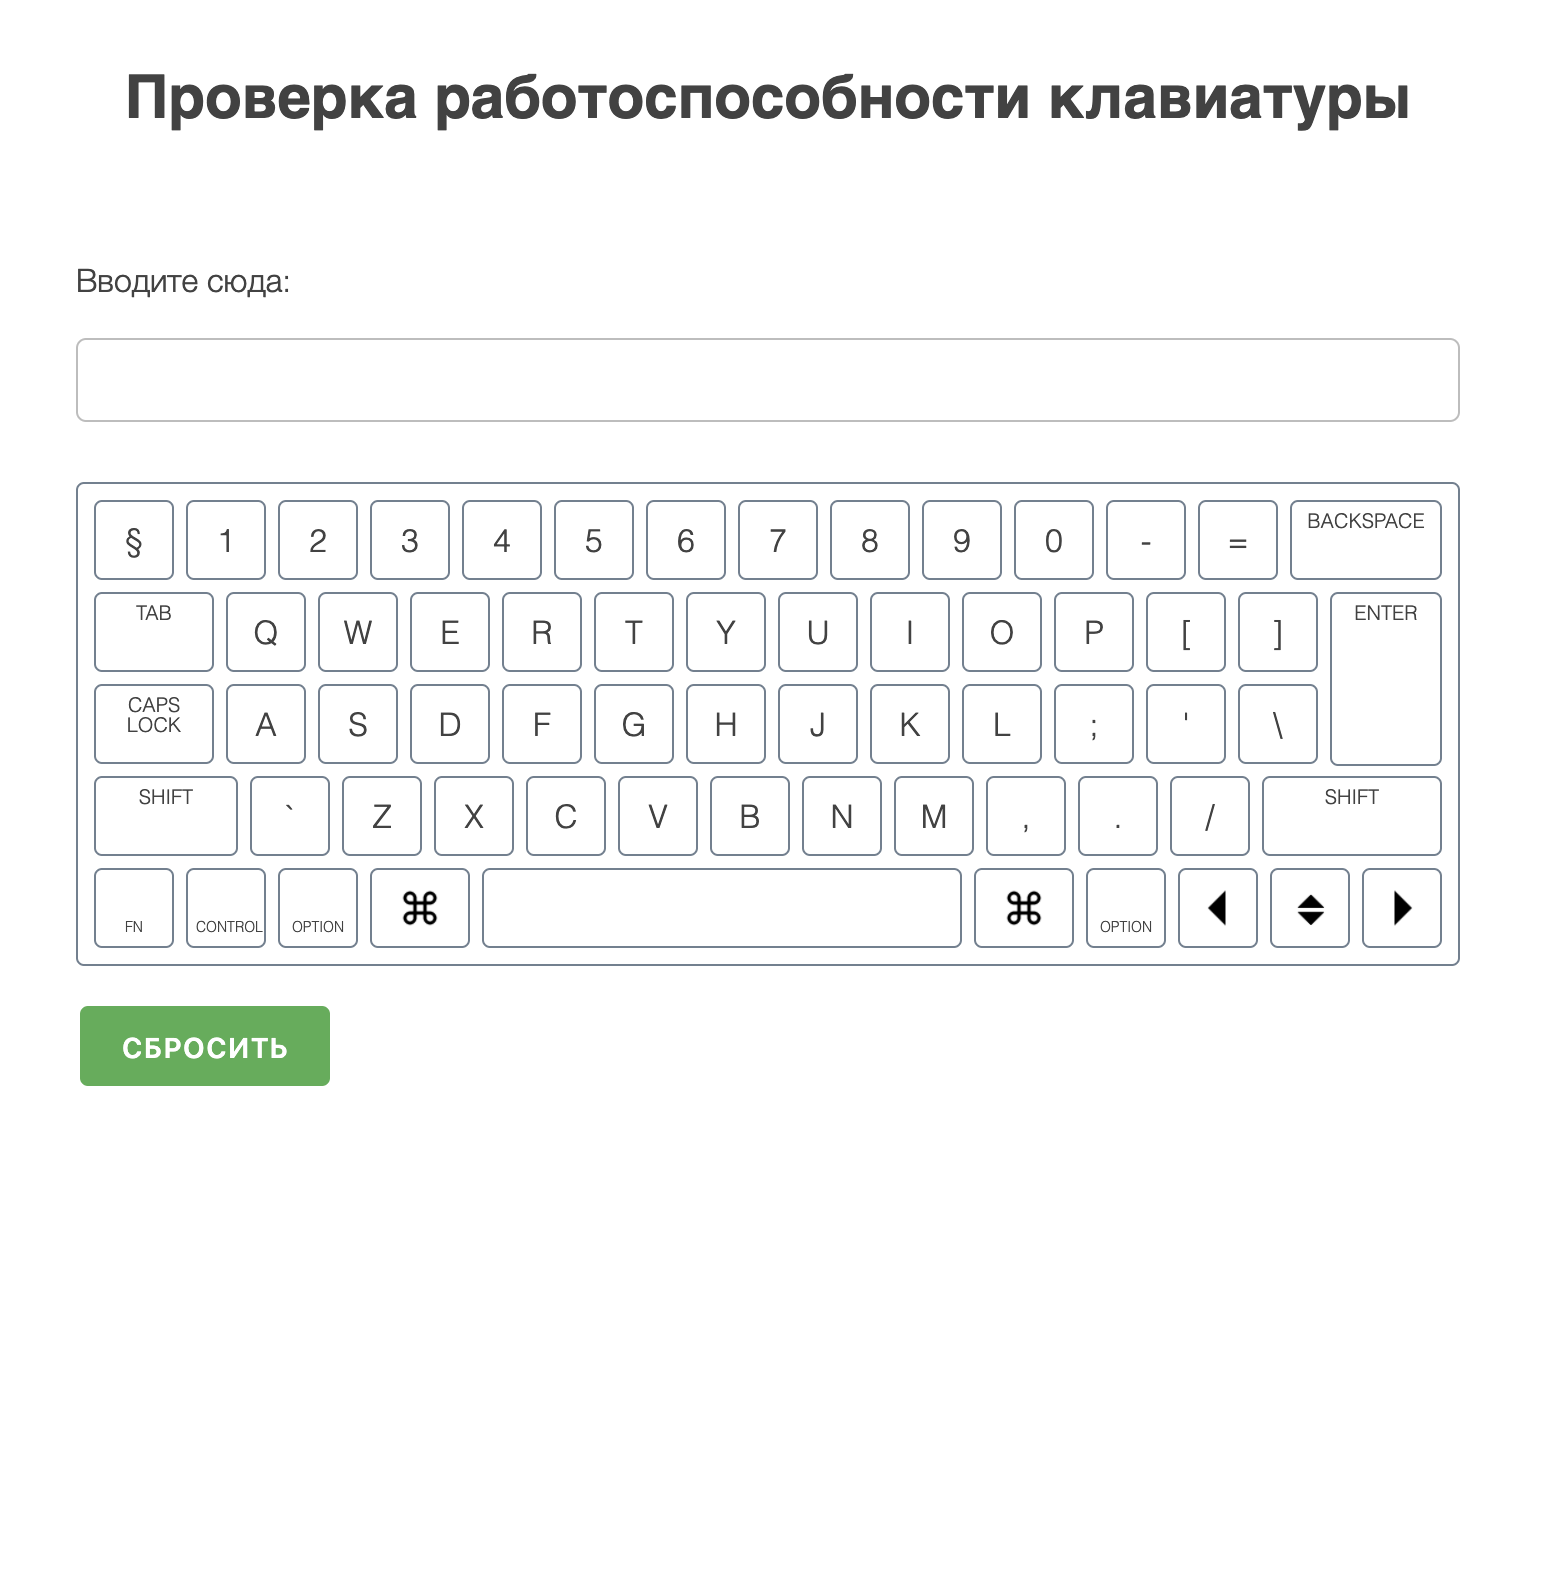 Проверка работоспособности клавиатуры
Вводите сюда:
§ 1 2 3 4 5 6 7 8 9 0 - = BACKSPACE
TAB Q W E R T Y U I O P [ ] ENTER
CAPS
LOCK A S D F G H J K L ; ' \
SHIFT ` Z X C V B N M , . / SHIFT
FN CONTROL OPTION ⌘ ⌘ OPTION
СБРОСИТЬ